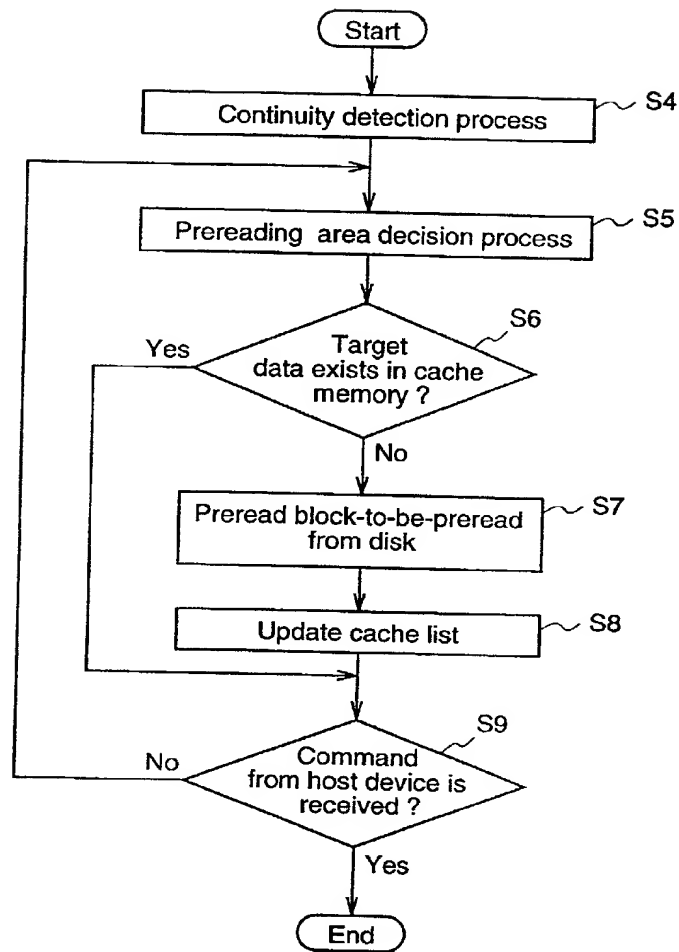 Start
Continuity detection process
S4
Prereading area decision process
S5
S6
Yes
Target
data exists in cache
memory ?
No
Preread block-to-be-preread
from disk
S7
Update cache list
S8
S9
No
Command
from host device is
received ?
Yes
End